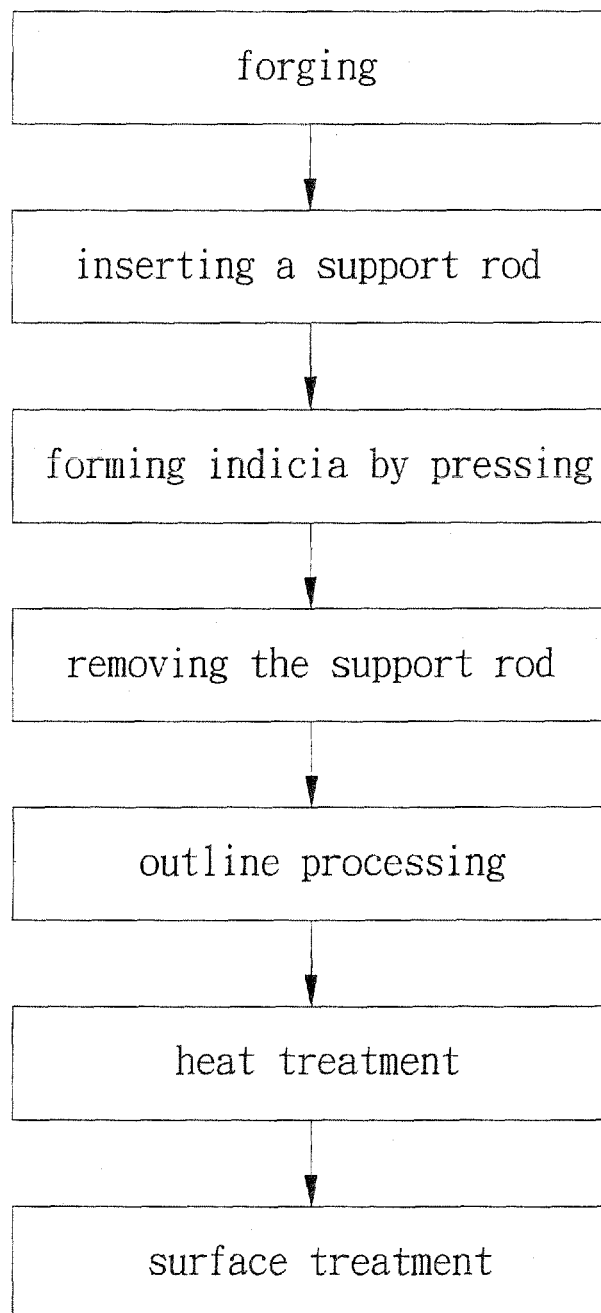 forging
inserting a support rod
forming indicia by pressing
removing the support rod
outline processing
heat treatment
surface treatment